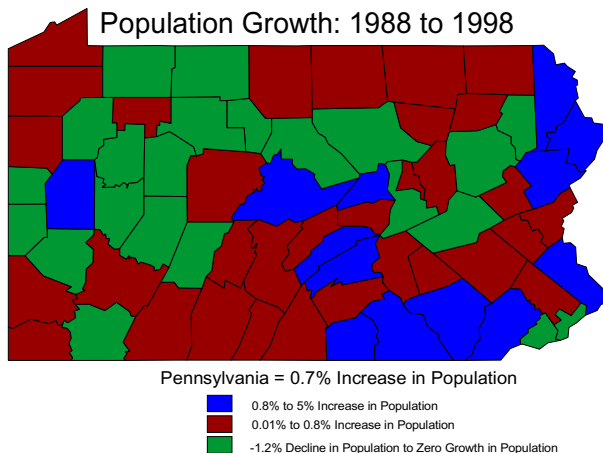 Population Growth: 1988 to 1998
Pennsylvania = 0.7% Increase in Population
0.8% to 5% Increase in Population
0.01% to 0.8% Increase in Population
-1.2% Decline in Population to Zero Growth in Population